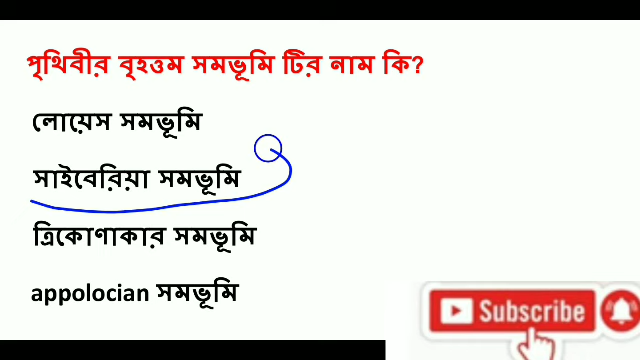 পৃথিবীর বৃহত্তম সমভূমি টির নাম কি?
লোয়েস সমভূমি
সাইবেরিয়া সমভূমি
ত্রিকোণাকার সমভূমি
appolocian সমভূমি
Subscribe